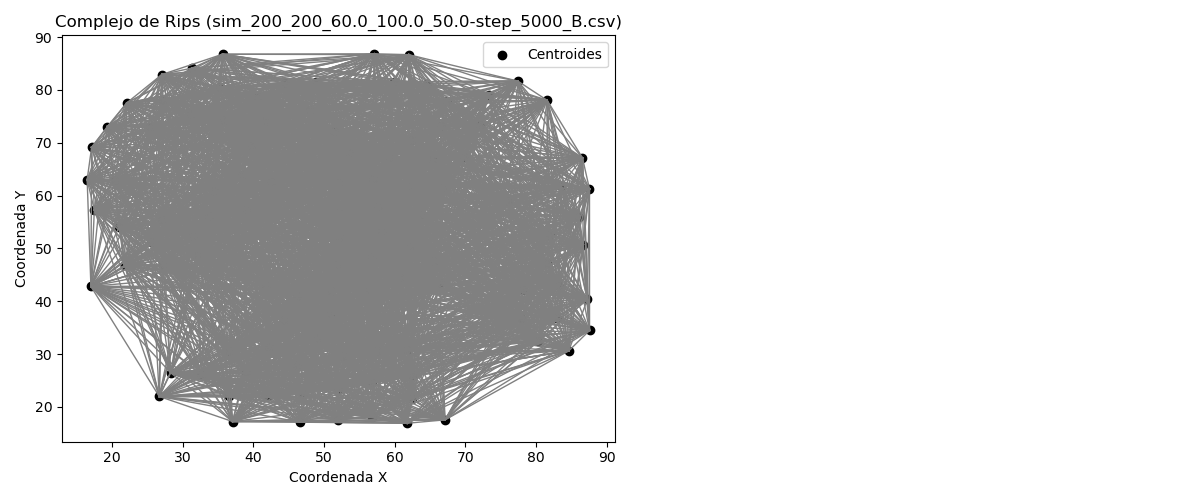 Complejo de Rips (sim_200_200_60.0_100.0_50.0-step_5000_B.csv)
Centroides
90
80
70
60
50
40
30
20
Coordenada Y
20 30 40 50 60 70 80 90
Coordenada X